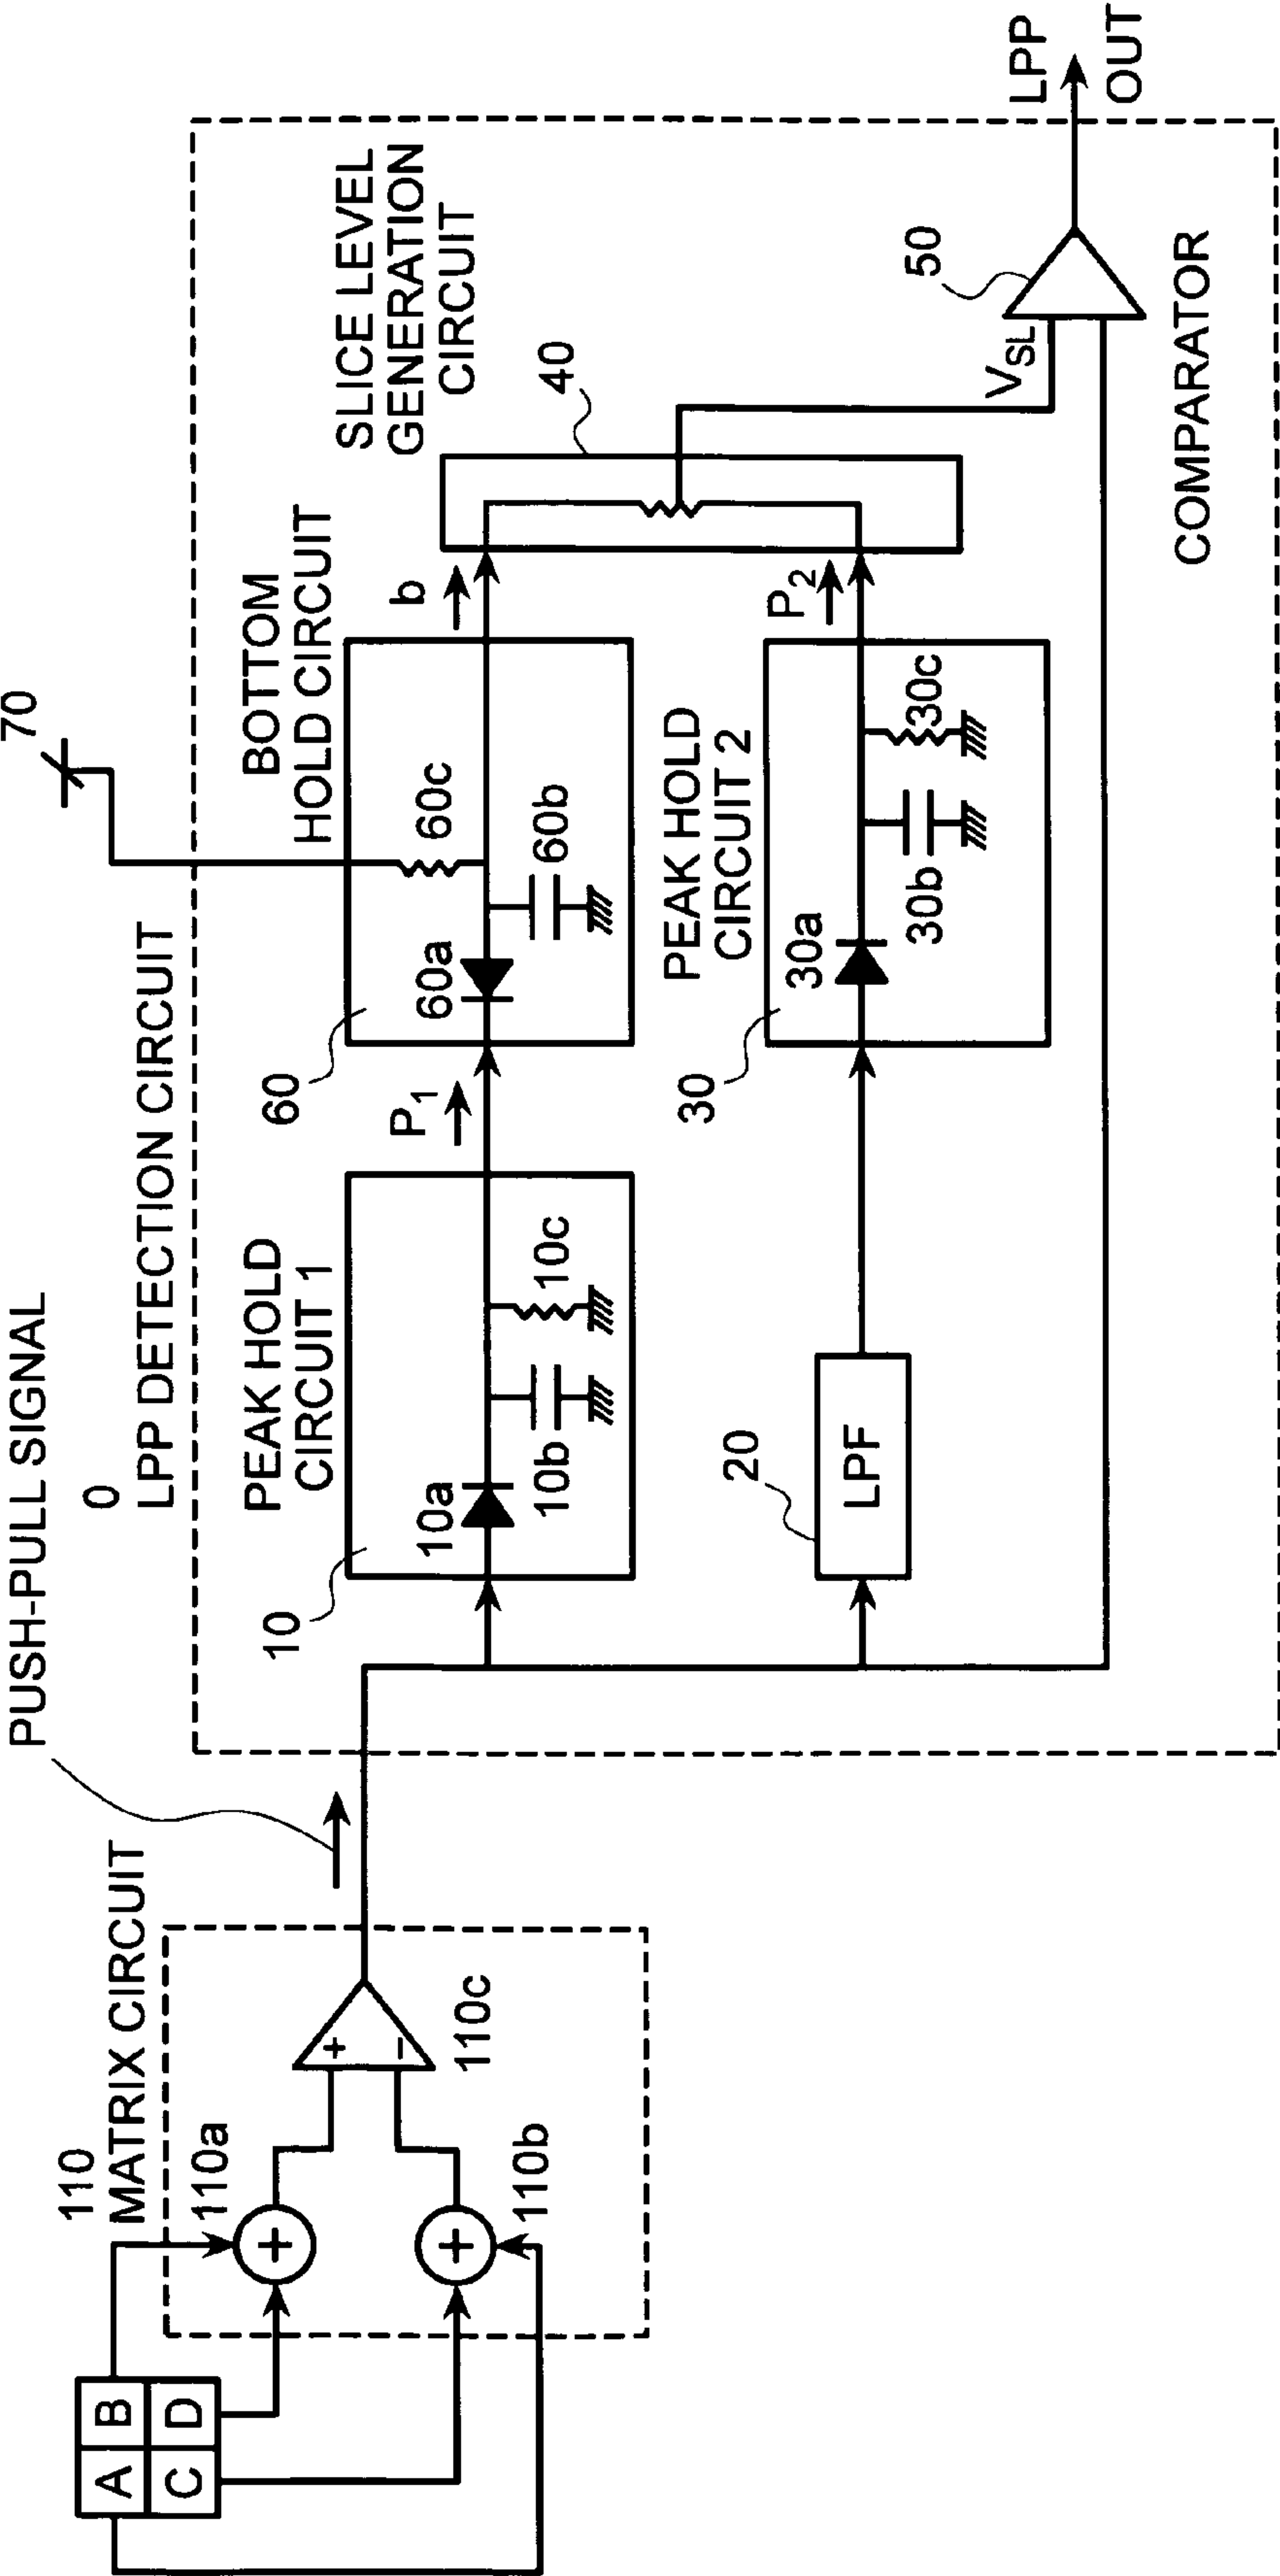 PUSH-PULL SIGNAL
0
LPP DETECTION CIRCUIT
70
110
MATRIX CIRCUIT
A
B
C
D
110a
110b
+
+
+
−
110c
10
PEAK HOLD
CIRCUIT 1
10a
10b
10c
P1
60
BOTTOM
HOLD CIRCUIT
60a
60b
60c
b
SLICE LEVEL
GENERATION
CIRCUIT
40
20
LPF
30
PEAK HOLD
CIRCUIT 2
30a
30b
30c
P2
VSL
50
COMPARATOR
LPP
OUT